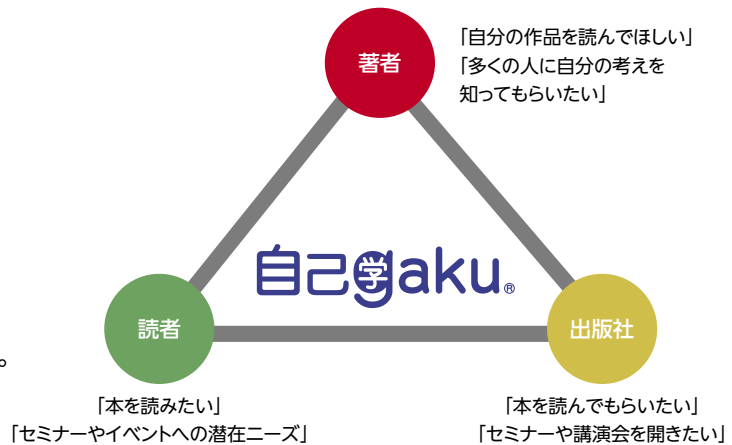 著者
「自分の作品を読んでほしい」
「多くの人に自分の考えを
知ってもらいたい」
自己学gaku®
読者
出版社
。
「本を読みたい」
「セミナーやイベントへの潜在ニーズ」
「本を読んでもらいたい」
「セミナーや講演会を開きたい」